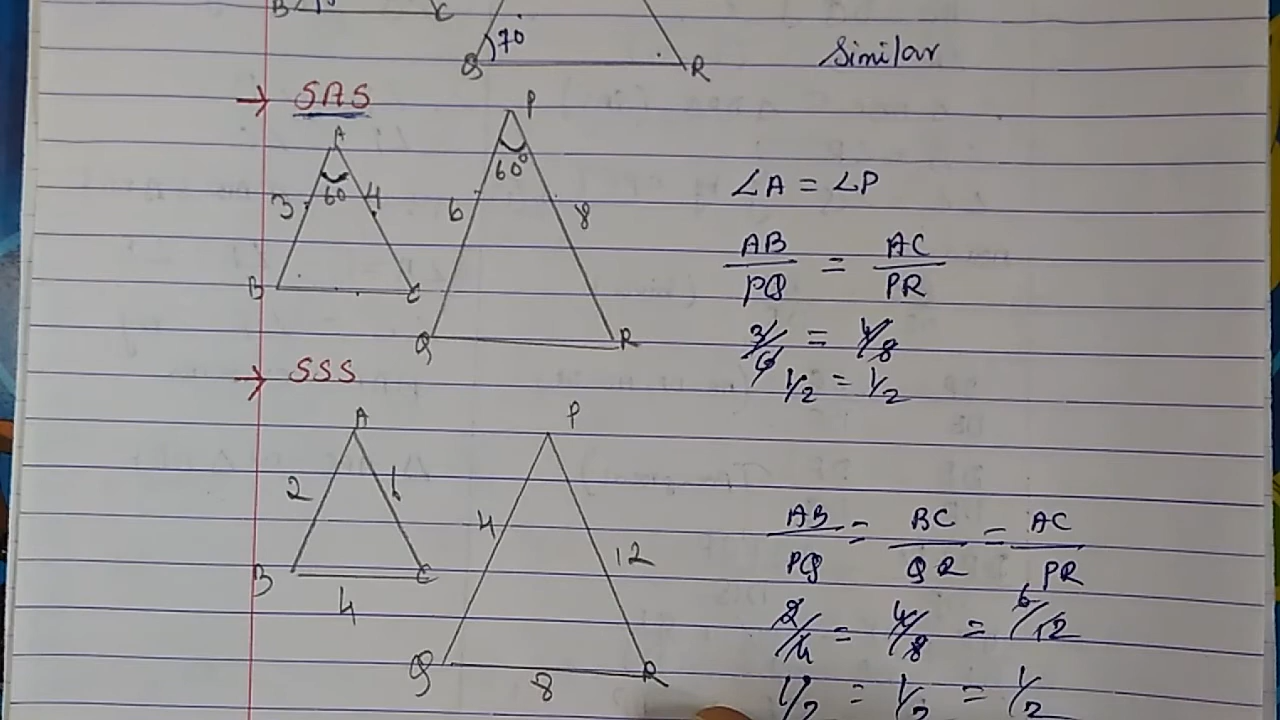 B C
70
Q R
Similar
→ SAS
A P
60 60°
3 4 6 8
B C
Q R
∠A = ∠P
AB/PQ = AC/PR
3/6 = 4/8
1/2 = 1/2
→ SSS
A P
2 6 4 12
B C
4
Q R
8
AB/PQ = BC/QR = AC/PR
2/4 = 4/8 = 6/12
1/2 = 1/2 = 1/2